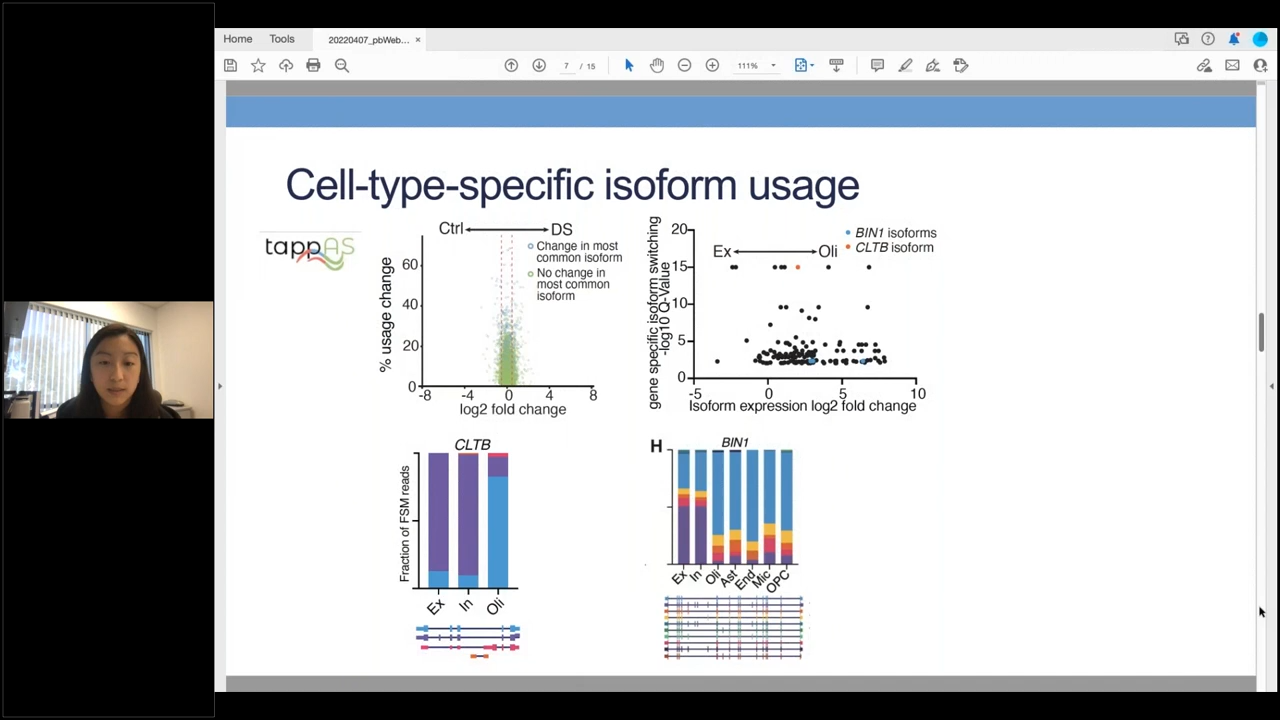 Home
Tools
20220407_pbWeb...
×
7 / 15
111%
Cell-type-specific isoform usage
tappAS
Ctrl
DS
Change in most
common isoform
No change in
most common
isoform
% usage change
60
40
20
0
-8
-4
0
4
8
log2 fold change
gene specific isoform switching
-log10 Q-Value
20
15
10
5
0
Ex
Oli
BIN1 isoforms
CLTB isoform
-5
0
5
10
Isoform expression log2 fold change
CLTB
Fraction of FSM reads
Ex
In
Oli
H
BIN1
Ex
In
Oli
Ast
End
Mic
OPC